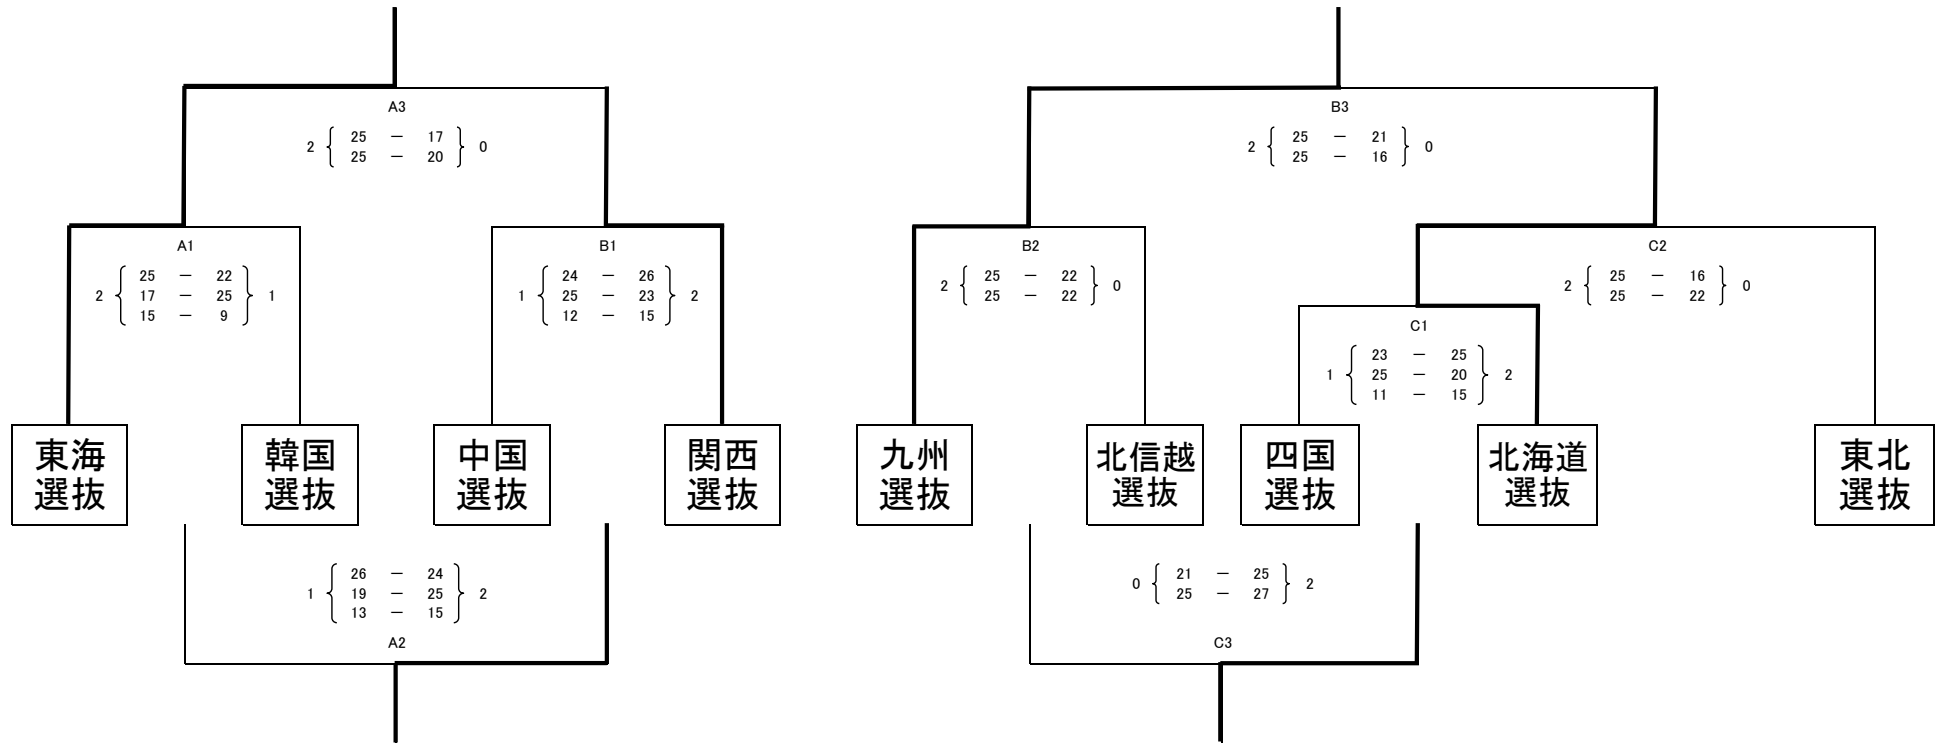 A3
2 25 － 17 0
25 － 20
B3
2 25 － 21 0
25 － 16
A1
2 25 － 22 1
17 － 25
15 － 9
B1
1 24 － 26 2
25 － 23
12 － 15
B2
2 25 － 22 0
25 － 22
C2
2 25 － 16 0
25 － 22
C1
1 23 － 25 2
25 － 20
11 － 15
東海
選抜
韓国
選抜
中国
選抜
関西
選抜
九州
選抜
北信越
選抜
四国
選抜
北海道
選抜
東北
選抜
1 26 － 24 2
19 － 25
13 － 15
A2
0 21 － 25 2
25 － 27
C3